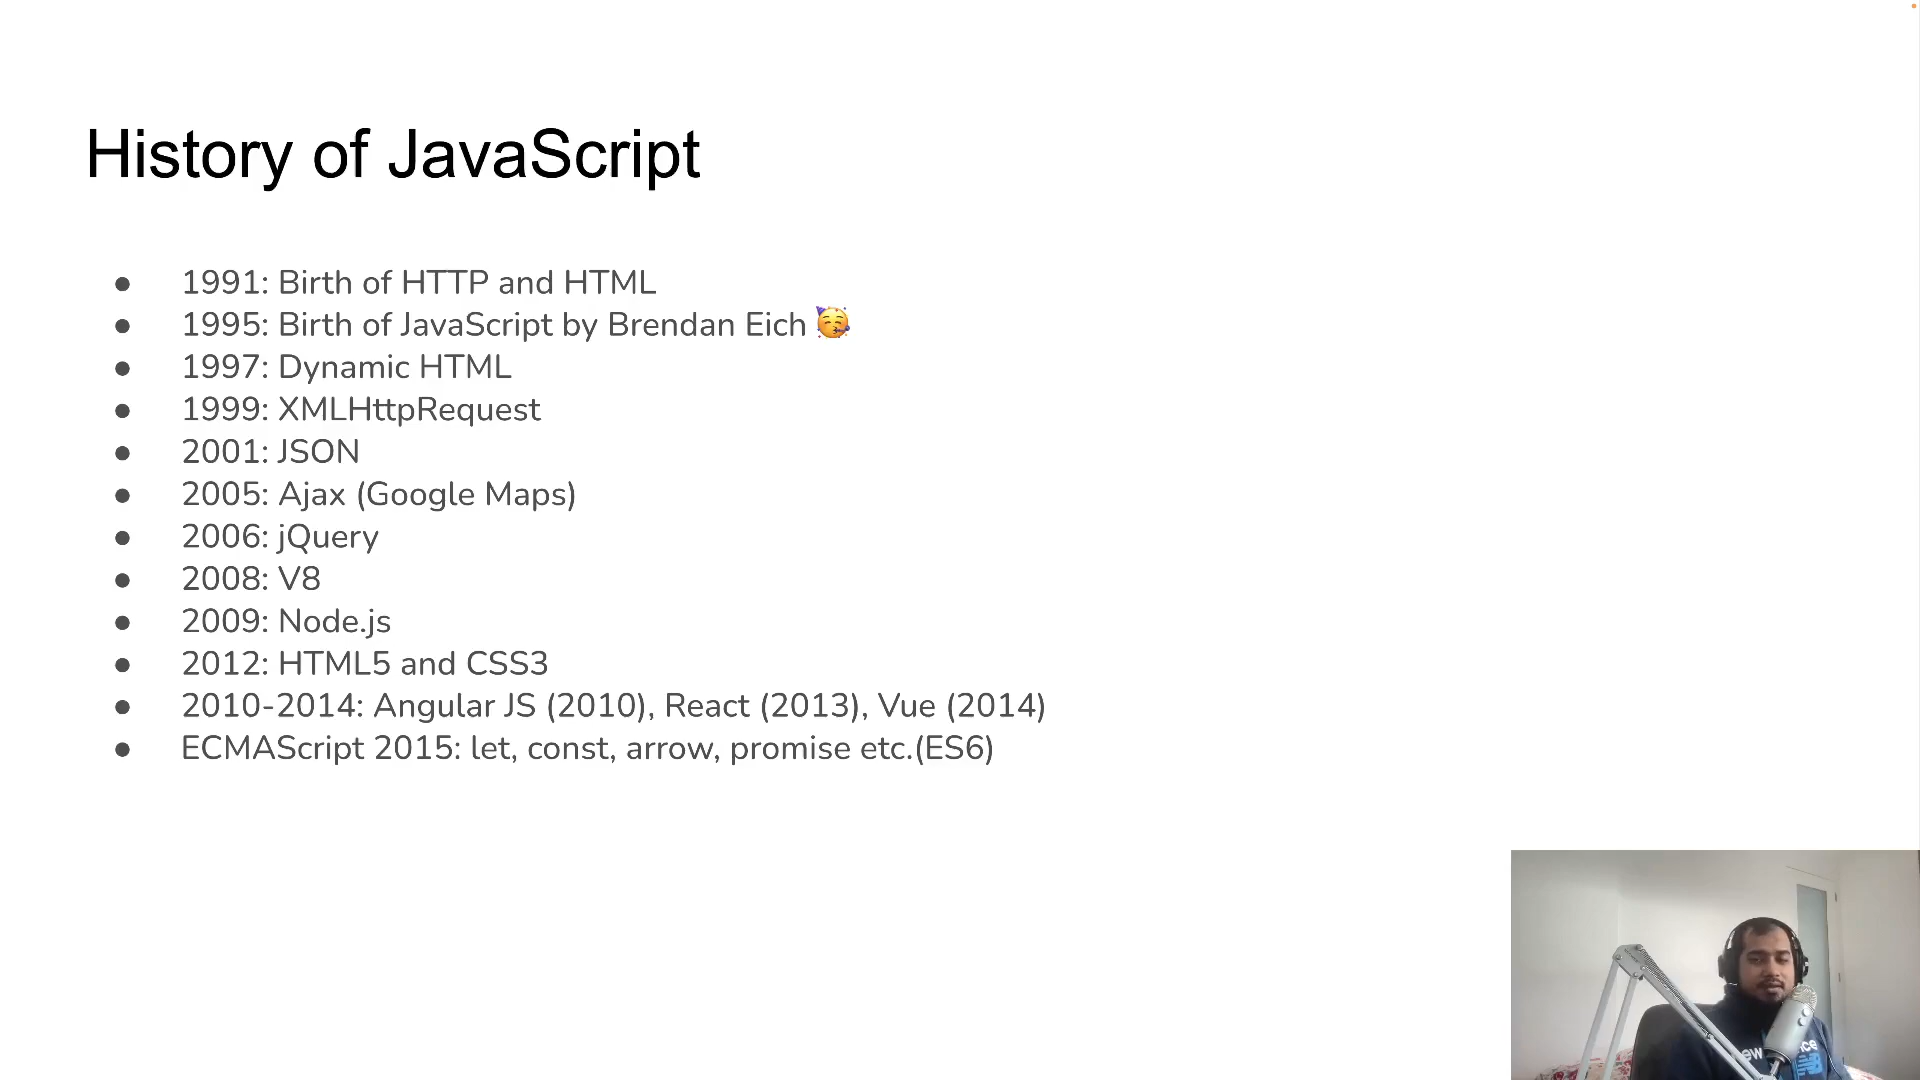 History of JavaScript
● 1991: Birth of HTTP and HTML
● 1995: Birth of JavaScript by Brendan Eich 🥳
● 1997: Dynamic HTML
● 1999: XMLHttpRequest
● 2001: JSON
● 2005: Ajax (Google Maps)
● 2006: jQuery
● 2008: V8
● 2009: Node.js
● 2012: HTML5 and CSS3
● 2010-2014: Angular JS (2010), React (2013), Vue (2014)
● ECMAScript 2015: let, const, arrow, promise etc.(ES6)